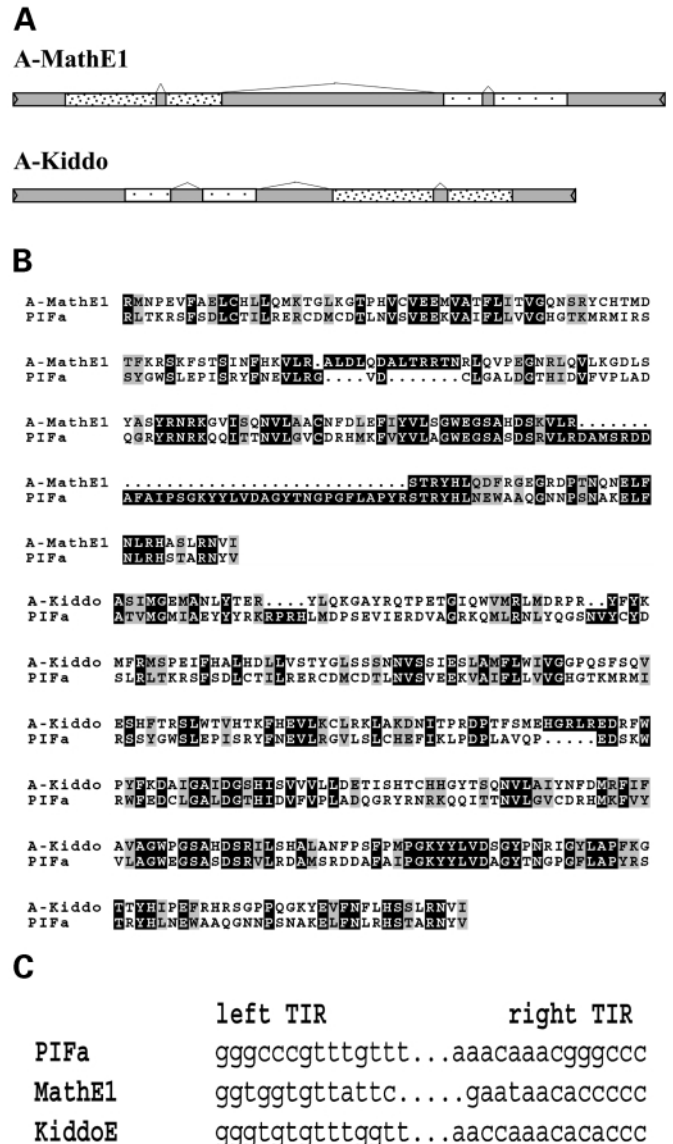 A
A-MathE1
A-Kiddo
B
A-MathE1 RMNPEVFAELCHLLQMKTGLKGTPHVCVEEMVATFLITVGQNSRYCHTMD
PIFa RLTKRSFSDLCTILRERCDMCDTLNVSVEEKVAIFLLVVGHGTKMRMIRS
A-MathE1 TFKRSKFSTSINFHKVLR.ALDLQDALTRRTNRLQVPEGNRLQVLKGDLS
PIFa SYGWSLEPISRYFNEVLRG....VD.......CLGALDGTHIDVFVPLAD
A-MathE1 YASYRNRKGVISQNVLAACNFDLEFIYVLSGWEGSAHDSKVLR.......
PIFa QGRYRNRKQQITTNVLGVCDRHMKFVYVLAGWEGSASDSRVLRDAMSRDD
A-MathE1 ...........................STRYHLQDFRGEGRDPTNQNELF
PIFa AFAIPSGKYYLVDAGYTNGPGFLAPYRSTRYHLNEWAAQGNNPSNAKELF
A-MathE1 NLRHASLRNVI
PIFa NLRHSTARNYV
A-Kiddo ASIMGEMANLYTER....YLQKGAYRQTPETGIQWVMRLMDRPR..YFYK
PIFa ATVMGMIAEYYYRKRPRHLMDPSEVIERDVAGRKQMLRNLYQGSNVYCYD
A-Kiddo MFRMSPEIFHALHDLLVSTYGLSSSNNVSSIESLAMFLWIVGGPQSFSQV
PIFa SLRLTKRSFSDLCTILRERCDMCDTLNVSVEEKVAIFLLVVGHGTKMRMI
A-Kiddo ESHFTRSLWTVHTKFHEVLKCLRKLAKDNITPRDPTFSMEHGRLREDRFW
PIFa RSSYGWSLEPISRYFNEVLRGVLSLCHEFIKLPDPLAVQP.....EDSKW
A-Kiddo PYFKDAIGAIDGSHISVVVLLDETISHTCHHGYTSQNVLAIYNFDMRFIF
PIFa RWFEDCLGALDGTHIDVFVPLADQGRYRNRKQQITTNVLGVCDRHMKFVY
A-Kiddo AVAGWPGSAHDSRILSHALANFPSFPMPGKYYLVDSGYPNRIGYLAPFKG
PIFa VLAGWEGSASDSRVLRDAMSRDDAFAIPGKYYLVDAGYTNGPGFLAPYRS
A-Kiddo TTYHIPEFRHRSGPPQGKYEVFNFLHSSLRNVI
PIFa TRYHLNEWAAQGNNPSNAKELFNLRHSTARNYV
C
left TIR right TIR
PIFa gggcccgtttgttt...aaacaaacgggccc
MathE1 ggtggtgttattc.....gaataacaccccc
KiddoE gggtgtgtttggtt...aaccaaacacaccc